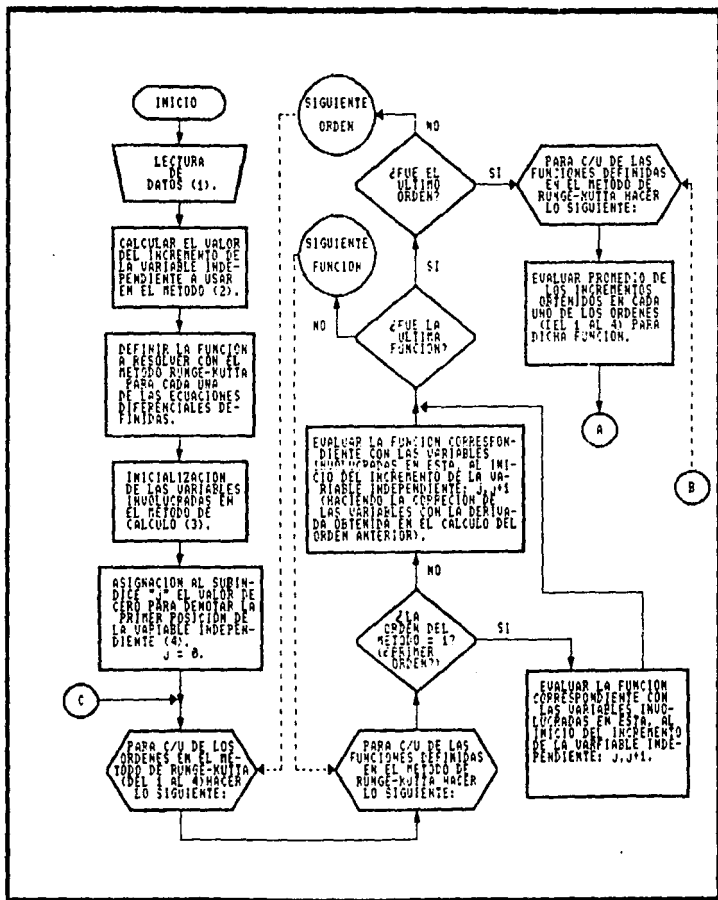 INICIO
LECTURA
DE
DATOS (1).
CALCULAR EL VALOR
DEL INCREMENTO DE
LA VARIABLE INDE-
PENDIENTE A USAR
EN EL METODO (2).
DEFINIR LA FUNCION
A RESOLVER CON EL
METODO RUNGE-KUTTA
PARA CADA UNA
DE LAS ECUACIONES
DIFERENCIALES DE-
FINIDAS.
INICIALIZACION
DE LAS VARIABLES
INVOLUCRADAS EN
EL METODO DE
CALCULO (3).
ASIGNACION AL SUBIN-
DICE "J" EL VALOR DE
CERO PARA DENOTAR LA
PRIMER POSICION DE
LA VARIABLE INDEPEN-
DIENTE (4).
J = 0.
C
PARA C/U DE LOS
ORDENES EN EL ME-
TODO DE RUNGE-KUTTA
(DEL 1 AL 4)HACER
LO SIGUIENTE:
SIGUIENTE
ORDEN
NO
¿FUE EL
ULTIMO
ORDEN?
SI
SIGUIENTE
FUNCION
SI
NO
¿FUE LA
ULTIMA
FUNCION?
EVALUAR LA FUNCION CORRESPON-
DIENTE CON LAS VARIABLES
INVOLUCRADAS EN ESTA, AL INI-
CIO DEL INCREMENTO DE LA VA-
RIABLE INDEPENDIENTE: J,J+1
(HACIENDO LA CORRECION DE
LAS VARIABLES CON LA DERIVA-
DA OBTENIDA EN EL CALCULO DEL
ORDEN ANTERIOR).
NO
¿LA
ORDEN DEL
METODO = 1?
(¿PRIMER
ORDEN?)
SI
PARA C/U DE LAS
FUNCIONES DEFINIDAS
EN EL METODO DE
RUNGE-KUTTA HACER
LO SIGUIENTE:
PARA C/U DE LAS
FUNCIONES DEFINIDAS
EN EL METODO DE
RUNGE-KUTTA HACER
LO SIGUIENTE:
EVALUAR PROMEDIO DE
LOS INCREMENTOS
OBTENIDOS EN CADA
UNO DE LOS ORDENES
(DEL 1 AL 4) PARA
DICHA FUNCION.
A
B
EVALUAR LA FUNCION
CORRESPONDIENTE CON
LAS VARIABLES INVO-
LUCRADAS EN ESTA, AL
INICIO DEL INCREMENTO
DE LA VARFIABLE INDE-
PENDIENTE: J,J+1.